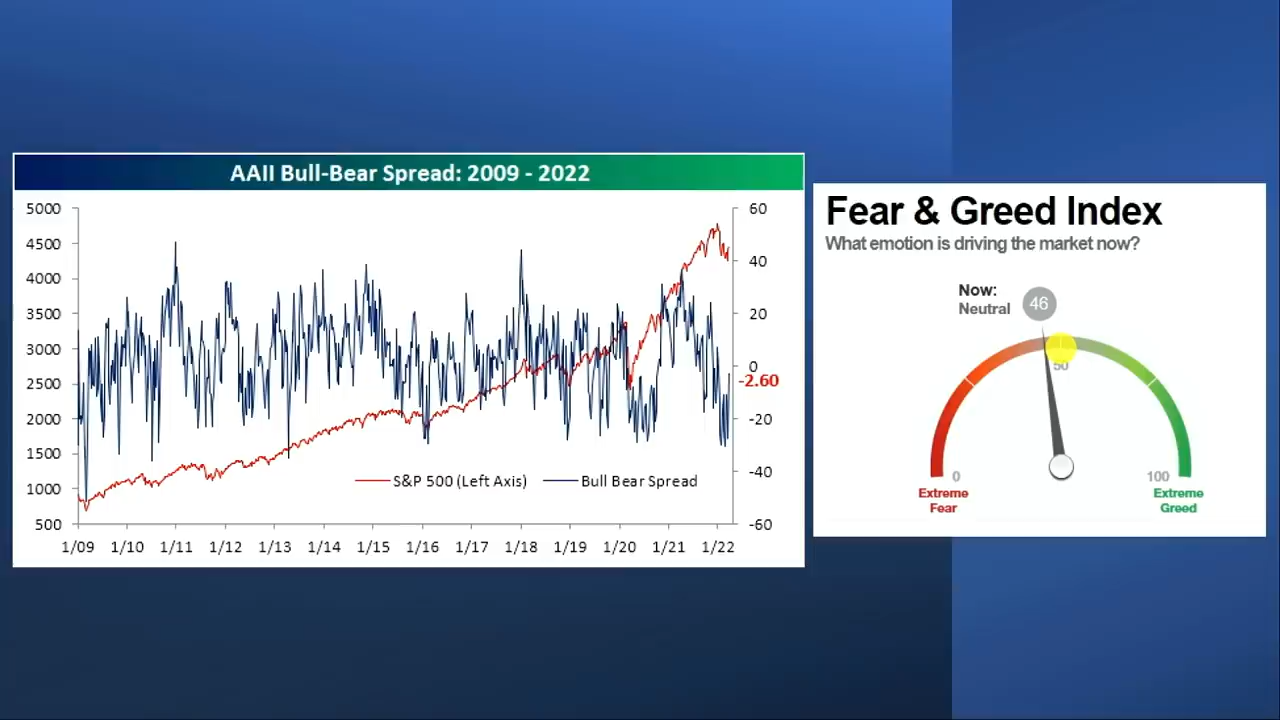 AAII Bull-Bear Spread: 2009 - 2022
5000
4500
4000
3500
3000
2500
2000
1500
1000
500
60
40
20
0
-2.60
-20
-40
-60
S&P 500 (Left Axis)
Bull Bear Spread
1/09 1/10 1/11 1/12 1/13 1/14 1/15 1/16 1/17 1/18 1/19 1/20 1/21 1/22
Fear & Greed Index
What emotion is driving the market now?
Now:
Neutral
46
50
0
100
Extreme
Fear
Extreme
Greed